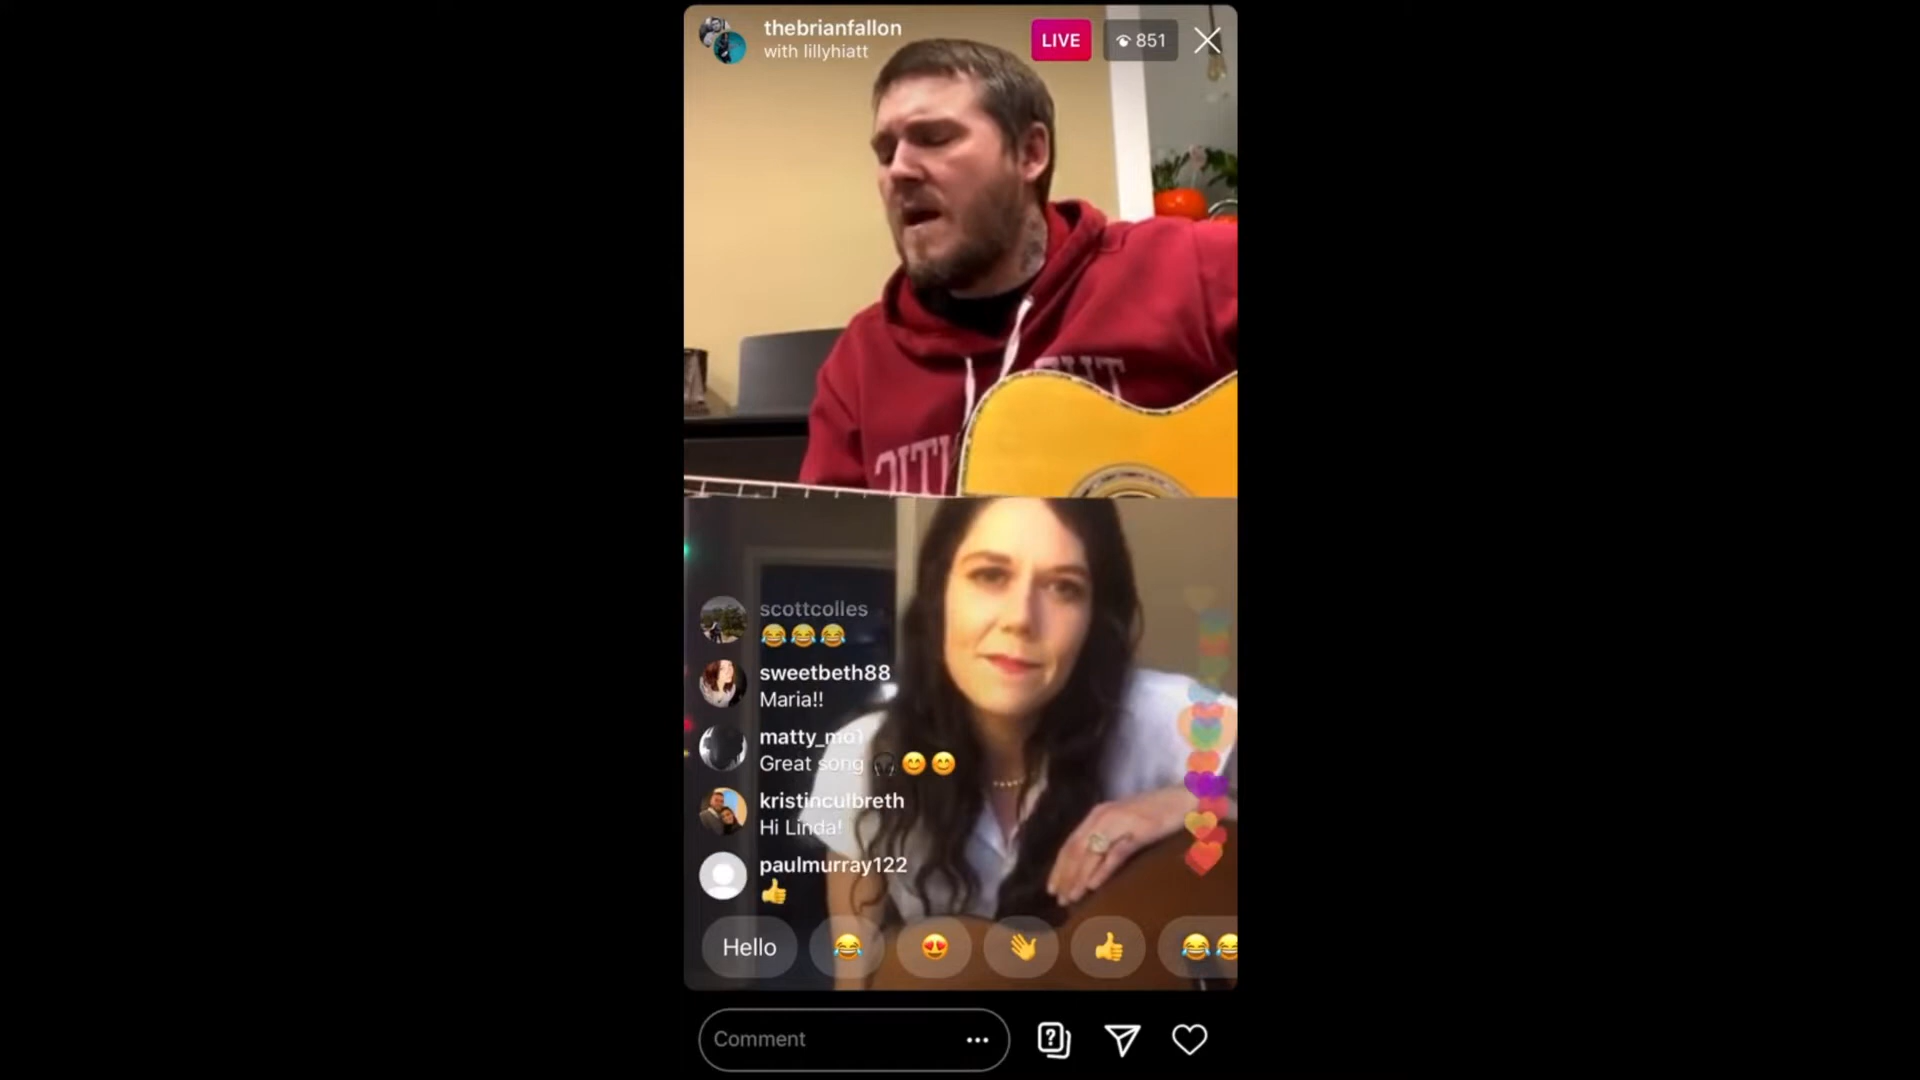 thebrianfallon
with lillyhiatt
LIVE
851
scottcolles
😂😂😂
sweetbeth88
Maria!!
Great song 🎧😊😊
kristinculbreth
Hi Linda!
paulmurray122
👍
Hello 😂 😍 👋 👍 😂😂
Comment